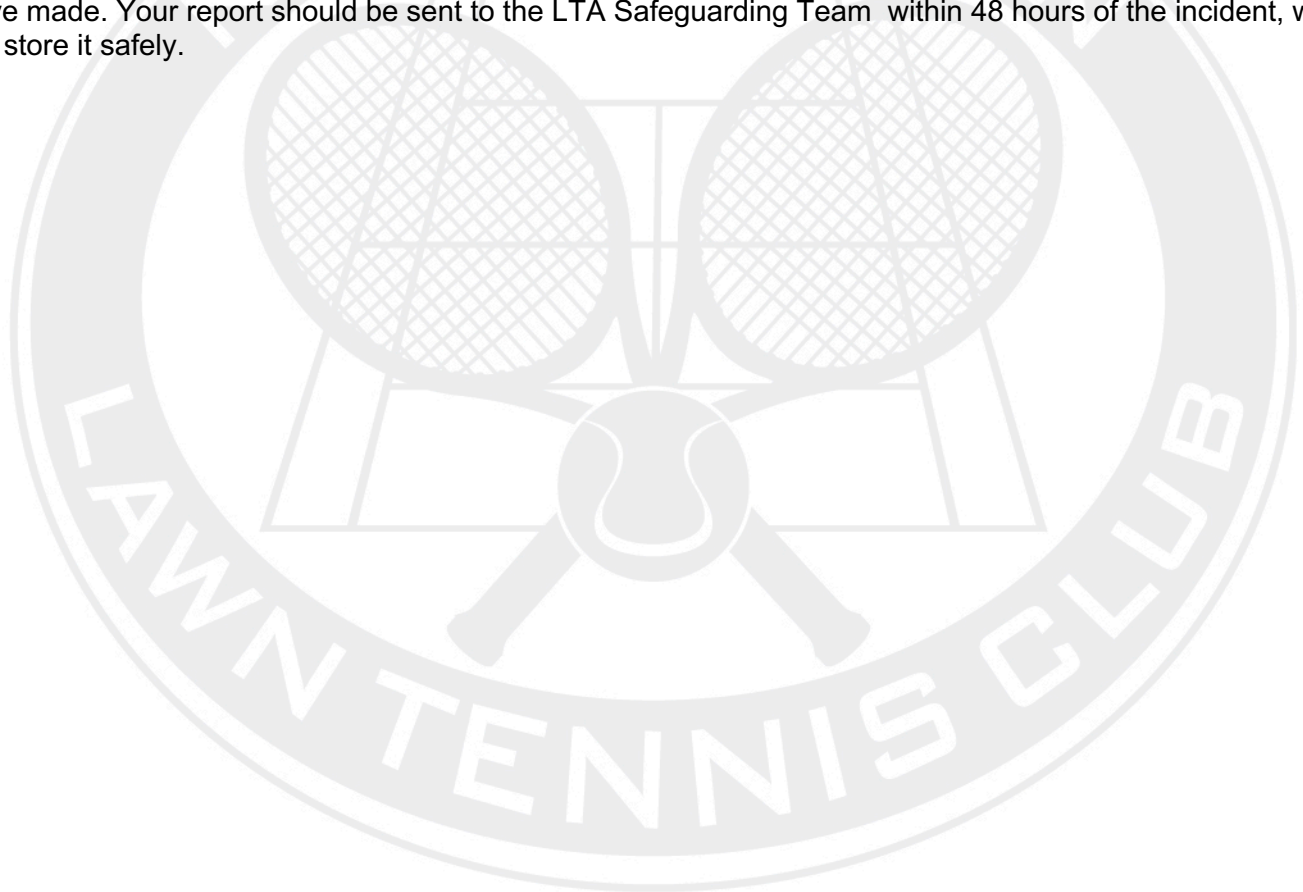 ve made. Your report should be sent to the LTA Safeguarding Team  within 48 hours of the incident, w
store it safely.
LAWN TENNIS CLUB